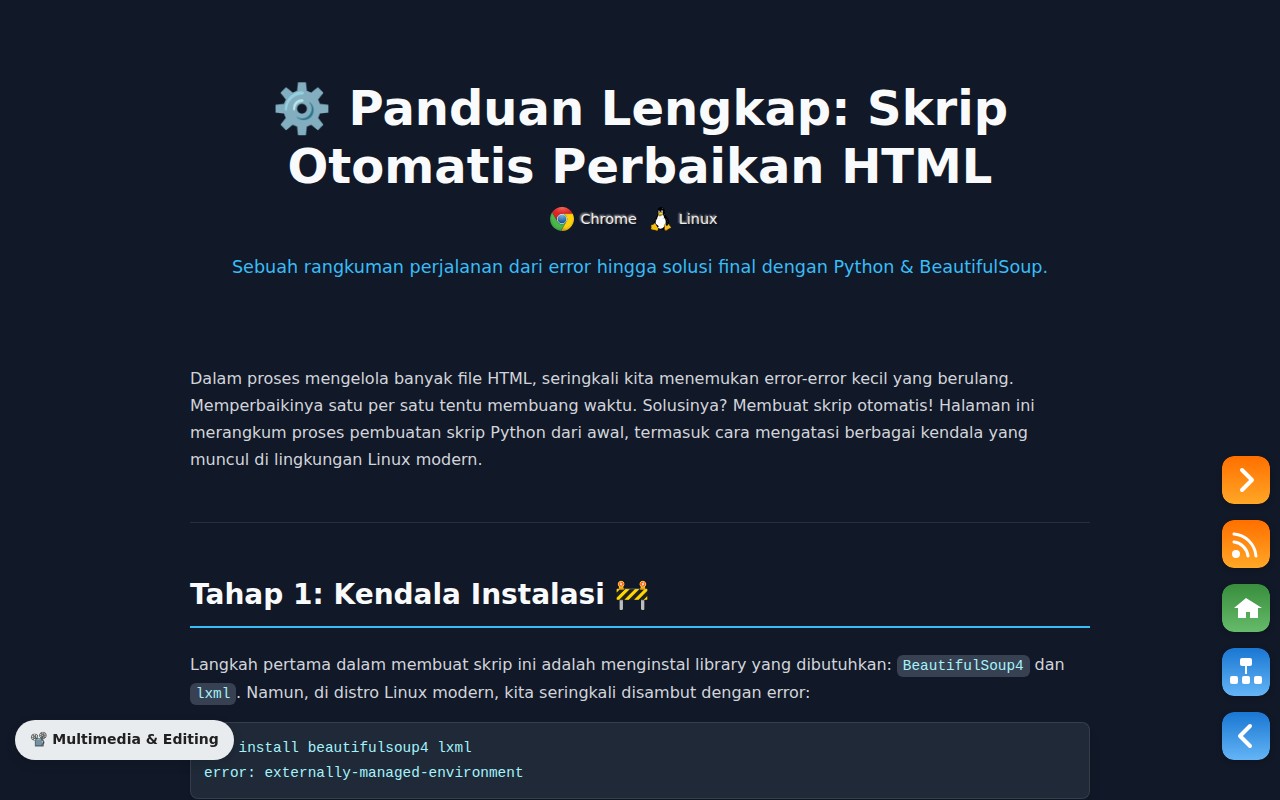 ⚙️ Panduan Lengkap: Skrip
Otomatis Perbaikan HTML
Chrome Linux
Sebuah rangkuman perjalanan dari error hingga solusi final dengan Python & BeautifulSoup.
Dalam proses mengelola banyak file HTML, seringkali kita menemukan error-error kecil yang berulang.
Memperbaikinya satu per satu tentu membuang waktu. Solusinya? Membuat skrip otomatis! Halaman ini
merangkum proses pembuatan skrip Python dari awal, termasuk cara mengatasi berbagai kendala yang
muncul di lingkungan Linux modern.
Tahap 1: Kendala Instalasi 🚧
Langkah pertama dalam membuat skrip ini adalah menginstal library yang dibutuhkan: BeautifulSoup4 dan
lxml. Namun, di distro Linux modern, kita seringkali disambut dengan error:
install beautifulsoup4 lxml
error: externally-managed-environment
📽️ Multimedia & Editing